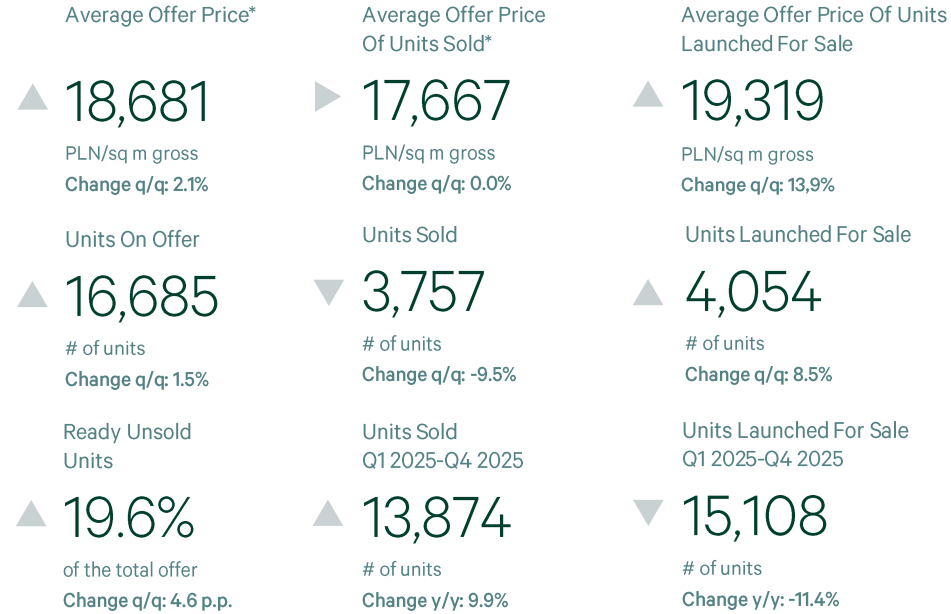 Average Offer Price*
18,681
PLN/sq m gross
Change q/q: 2.1%
Average Offer Price
Of Units Sold*
17,667
PLN/sq m gross
Change q/q: 0.0%
Average Offer Price Of Units
Launched For Sale
19,319
PLN/sq m gross
Change q/q: 13,9%
Units On Offer
16,685
# of units
Change q/q: 1.5%
Units Sold
3,757
# of units
Change q/q: -9.5%
Units Launched For Sale
4,054
# of units
Change q/q: 8.5%
Ready Unsold
Units
19.6%
of the total offer
Change q/q: 4.6 p.p.
Units Sold
Q1 2025-Q4 2025
13,874
# of units
Change y/y: 9.9%
Units Launched For Sale
Q1 2025-Q4 2025
15,108
# of units
Change y/y: -11.4%